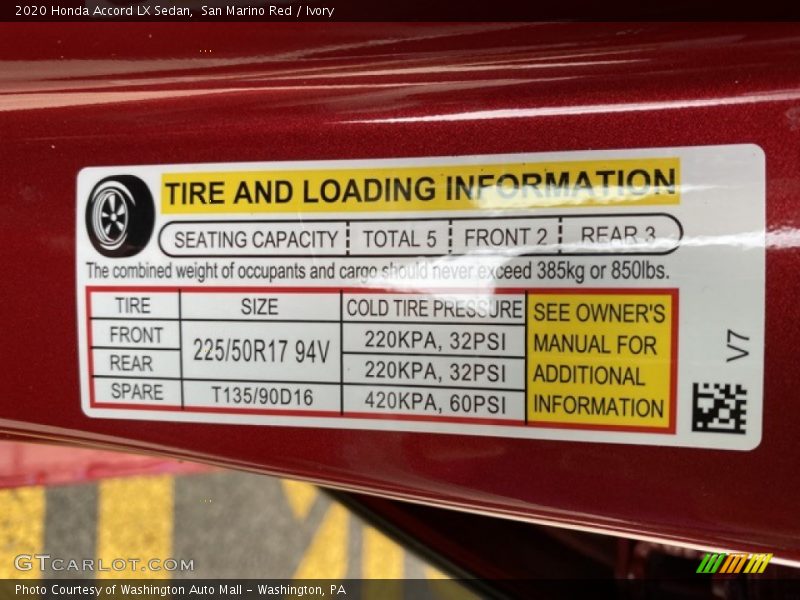 2020 Honda Accord LX Sedan, San Marino Red / Ivory
TIRE AND LOADING INFORMATION
SEATING CAPACITY TOTAL 5 FRONT 2 REAR 3
The combined weight of occupants and cargo should never exceed 385kg or 850lbs.
TIRE SIZE COLD TIRE PRESSURE
FRONT 225/50R17 94V 220KPA, 32PSI
REAR 220KPA, 32PSI
SPARE T135/90D16 420KPA, 60PSI
SEE OWNER'S
MANUAL FOR
ADDITIONAL
INFORMATION
V7
GTCARLOT.COM
Photo Courtesy of Washington Auto Mall - Washington, PA